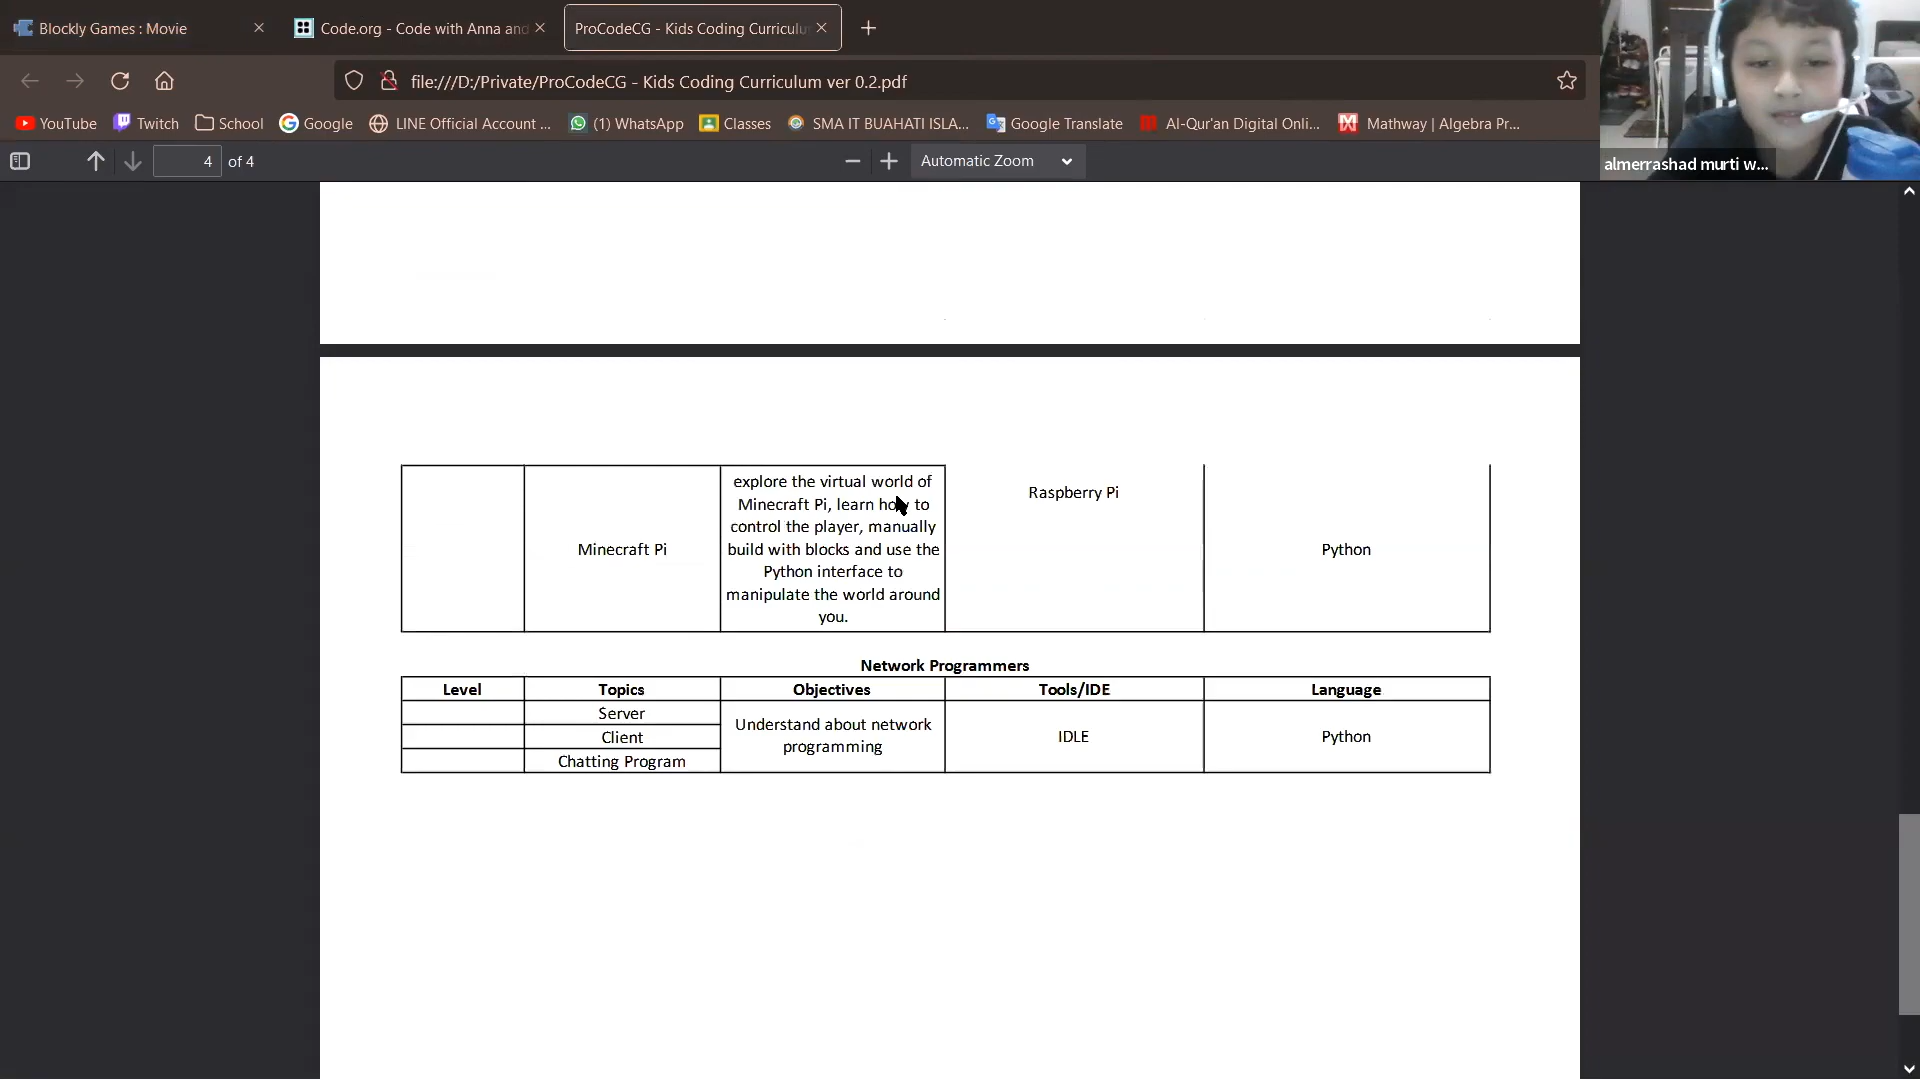 Blockly Games : Movie
Code.org - Code with Anna and
ProCodeCG - Kids Coding Curriculu
file:///D:/Private/ProCodeCG - Kids Coding Curriculum ver 0.2.pdf
YouTube
Twitch
School
Google
LINE Official Account ...
(1) WhatsApp
Classes
SMA IT BUAHATI ISLA...
Google Translate
Al-Qur'an Digital Onli...
Mathway | Algebra Pr...
almerrashad murti w...
4 of 4
Automatic Zoom
Minecraft Pi
explore the virtual world of
Minecraft Pi, learn how to
control the player, manually
build with blocks and use the
Python interface to
manipulate the world around
you.
Raspberry Pi
Python
Network Programmers
Level Topics Objectives Tools/IDE Language
Server
Client
Chatting Program
Understand about network
programming
IDLE
Python